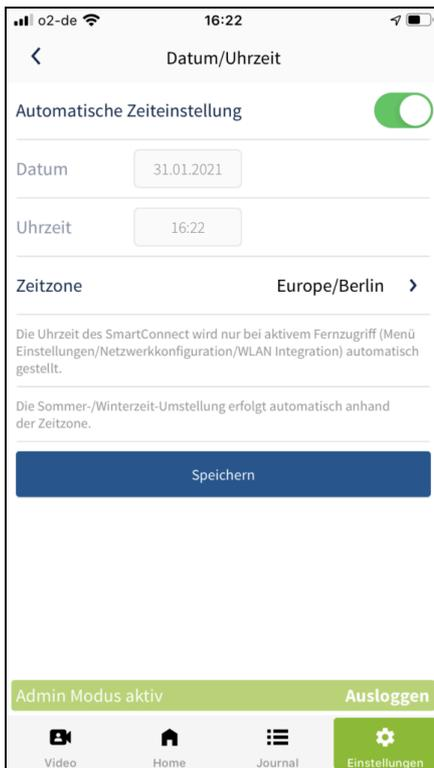 o2-de 16:22
Datum/Uhrzeit
Automatische Zeiteinstellung
Datum 31.01.2021
Uhrzeit 16:22
Zeitzone Europe/Berlin
Die Uhrzeit des SmartConnect wird nur bei aktivem Fernzugriff (Menü
Einstellungen/Netzwerkkonfiguration/WLAN Integration) automatisch
gestellt.
Die Sommer-/Winterzeit-Umstellung erfolgt automatisch anhand
der Zeitzone.
Speichern
Admin Modus aktiv Ausloggen
Video Home Journal Einstellungen